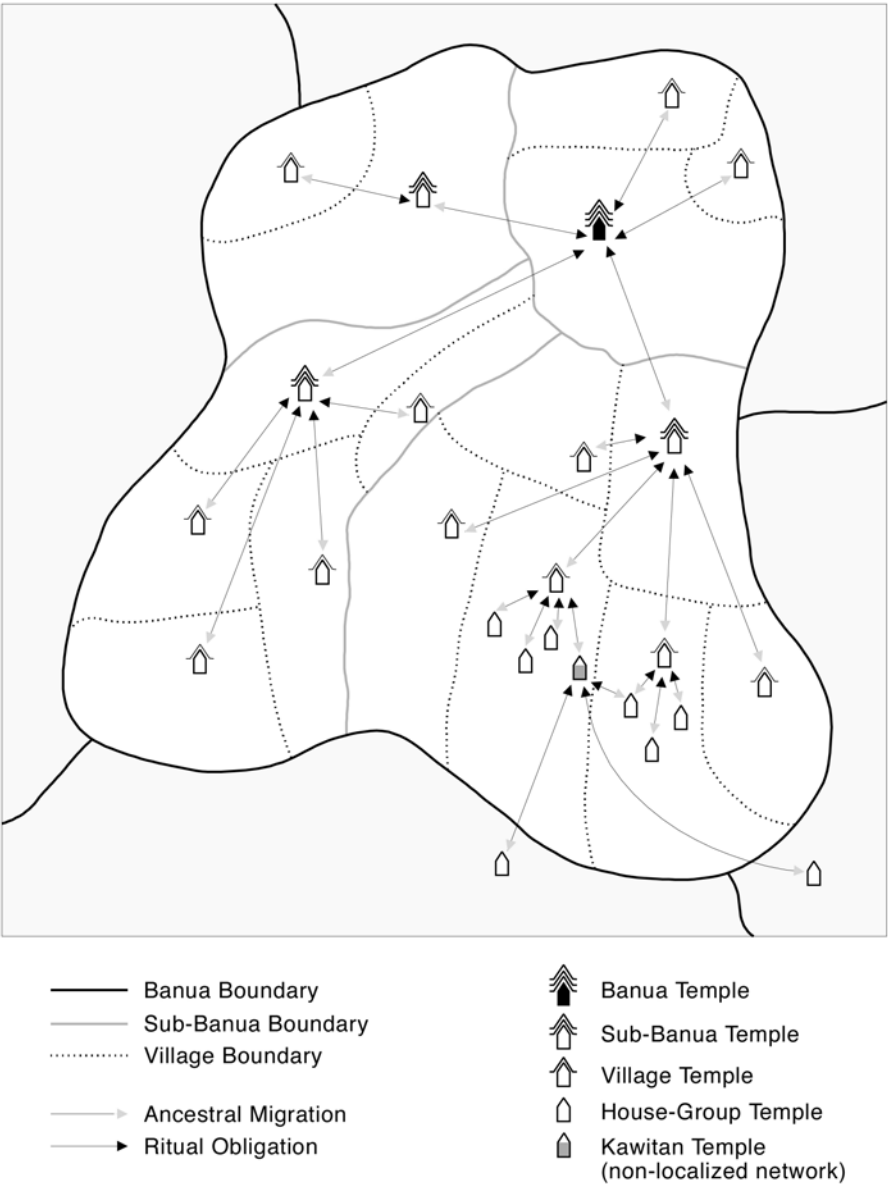 Banua Boundary
Sub-Banua Boundary
Village Boundary
Ancestral Migration
Ritual Obligation
Banua Temple
Sub-Banua Temple
Village Temple
House-Group Temple
Kawitan Temple
(non-localized network)